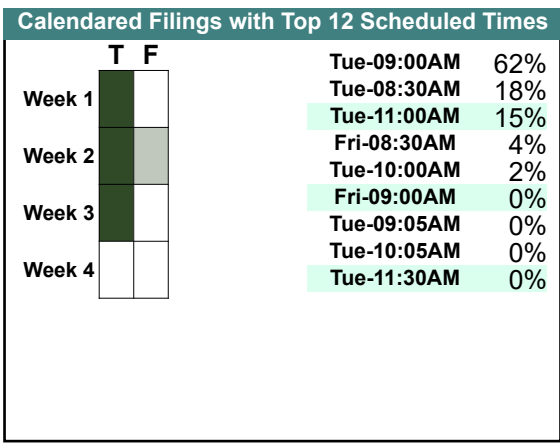 Calendared Filings with Top 12 Scheduled Times
T F
Week 1
Week 2
Week 3
Week 4
Tue-09:00AM 62%
Tue-08:30AM 18%
Tue-11:00AM 15%
Fri-08:30AM 4%
Tue-10:00AM 2%
Fri-09:00AM 0%
Tue-09:05AM 0%
Tue-10:05AM 0%
Tue-11:30AM 0%